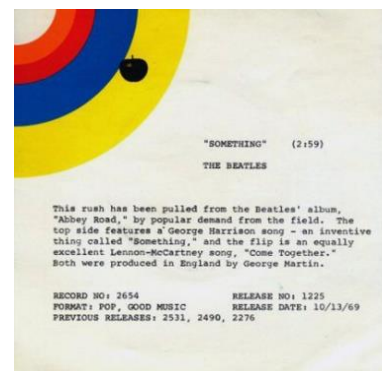 "SOMETHING" (2:59)
THE BEATLES
This rush has been pulled from the Beatles' album,
"Abbey Road," by popular demand from the field. The
top side features a George Harrison song - an inventive
thing called "Something," and the flip is an equally
excellent Lennon-McCartney song, "Come Together."
Both were produced in England by George Martin.
RECORD NO: 2654 RELEASE NO: 1225
FORMAT: POP, GOOD MUSIC RELEASE DATE: 10/13/69
PREVIOUS RELEASES: 2531, 2490, 2276